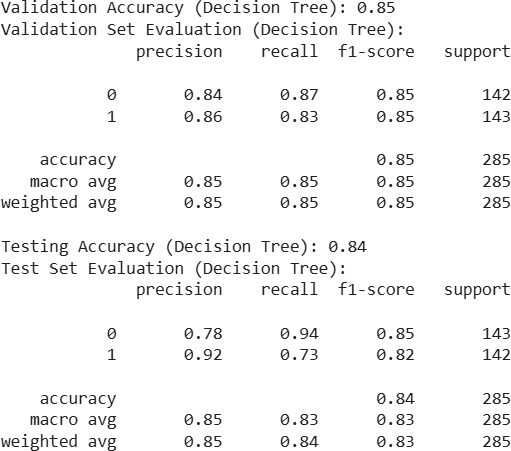 Validation Accuracy (Decision Tree): 0.85
Validation Set Evaluation (Decision Tree):
precision recall f1-score support
0 0.84 0.87 0.85 142
1 0.86 0.83 0.85 143
accuracy 0.85 285
macro avg 0.85 0.85 0.85 285
weighted avg 0.85 0.85 0.85 285
Testing Accuracy (Decision Tree): 0.84
Test Set Evaluation (Decision Tree):
precision recall f1-score support
0 0.78 0.94 0.85 143
1 0.92 0.73 0.82 142
accuracy 0.84 285
macro avg 0.85 0.83 0.83 285
weighted avg 0.85 0.84 0.83 285